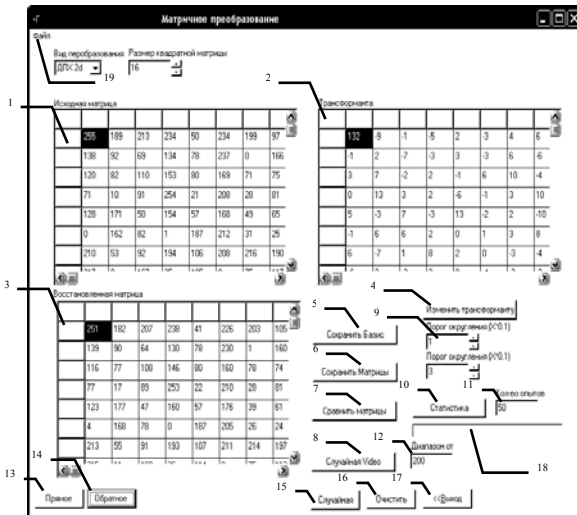 -Г Матричное преобразование
Файл
Вид перобразования Размер квадратной матрицы
ДПХ 2d 16
19
2
1
Исходная матрица
Трансформанта
255 189 213 234 50 234 199 97
138 92 69 134 78 237 0 166
120 82 110 153 80 169 71 75
71 10 91 254 21 208 28 81
128 171 50 154 57 168 49 65
0 162 82 1 187 212 31 25
210 53 92 194 106 208 216 190
132 -9 -1 -5 2 -3 4 6
-1 2 -7 -3 3 -3 6 -6
3 7 -2 2 -1 6 10 -4
0 13 3 2 -6 -1 3 10
5 -3 7 -3 13 -2 2 -10
-1 6 6 2 0 1 3 8
6 -7 1 8 2 0 -3 -4
3
Восстановленная матрица
251 182 207 238 41 226 203 105
139 90 64 130 78 230 1 160
116 77 108 146 80 160 78 74
77 17 89 253 22 210 28 81
123 177 47 160 57 176 39 61
4 168 78 0 187 205 26 24
213 55 91 193 107 211 214 197
4
Изменить трансформанту
5
9
Порог округления (X*0.1)
1
Сохранить Базис
Порог округления (X*0.1)
3
6
Сохранить Матрицы
7
10
11
Кол-во опытов
50
Сравнить матрицы
Статистика
8
12
Диапазон от
200
18
Случайная Video
13
14
Прямое
Обратное
15
16
17
Случайная
Очистить
<<Выход